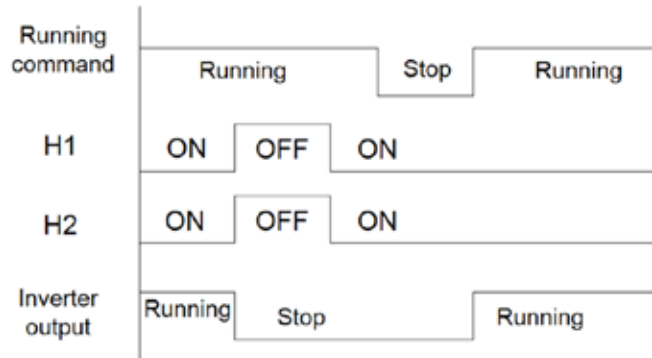 Running
command
Running Stop Running
H1 ON OFF ON
H2 ON OFF ON
Inverter
output
Running Stop Running